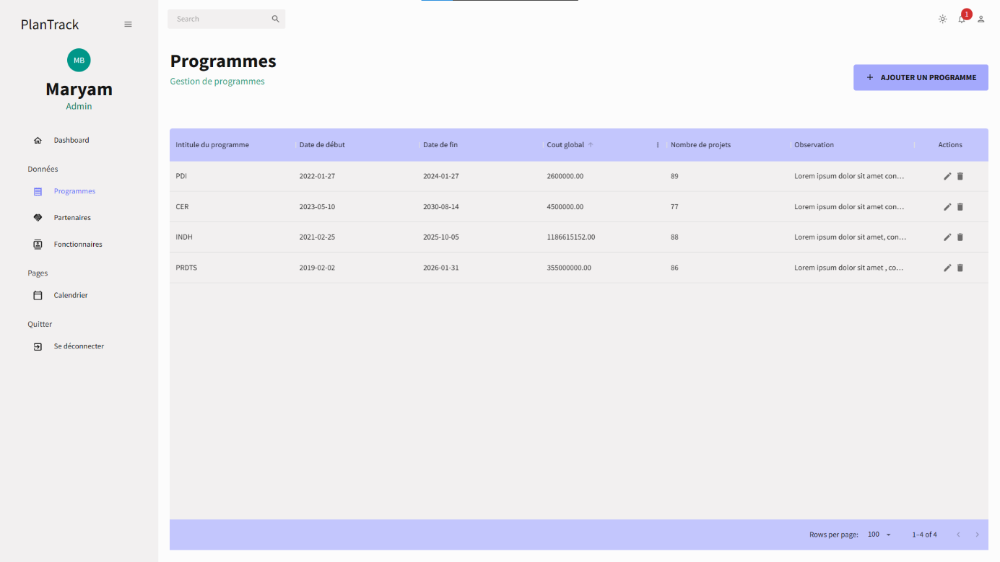 PlanTrack
MB
Maryam
Admin
Dashboard
Données
Programmes
Partenaires
Fonctionnaires
Pages
Calendrier
Quitter
Se déconnecter
Search
1
Programmes
Gestion de programmes
AJOUTER UN PROGRAMME
Intitule du programme Date de début Date de fin Cout global Nombre de projets Observation Actions
PDI 2022-01-27 2024-01-27 2600000.00 89 Lorem ipsum dolor sit amet con...
CER 2023-05-10 2030-08-14 4500000.00 77 Lorem ipsum dolor sit amet con...
INDH 2021-02-25 2025-10-05 1186615152.00 88 Lorem ipsum dolor sit amet, con...
PRDTS 2019-02-02 2026-01-31 355000000.00 86 Lorem ipsum dolor sit amet , co...
Rows per page: 100 1–4 of 4